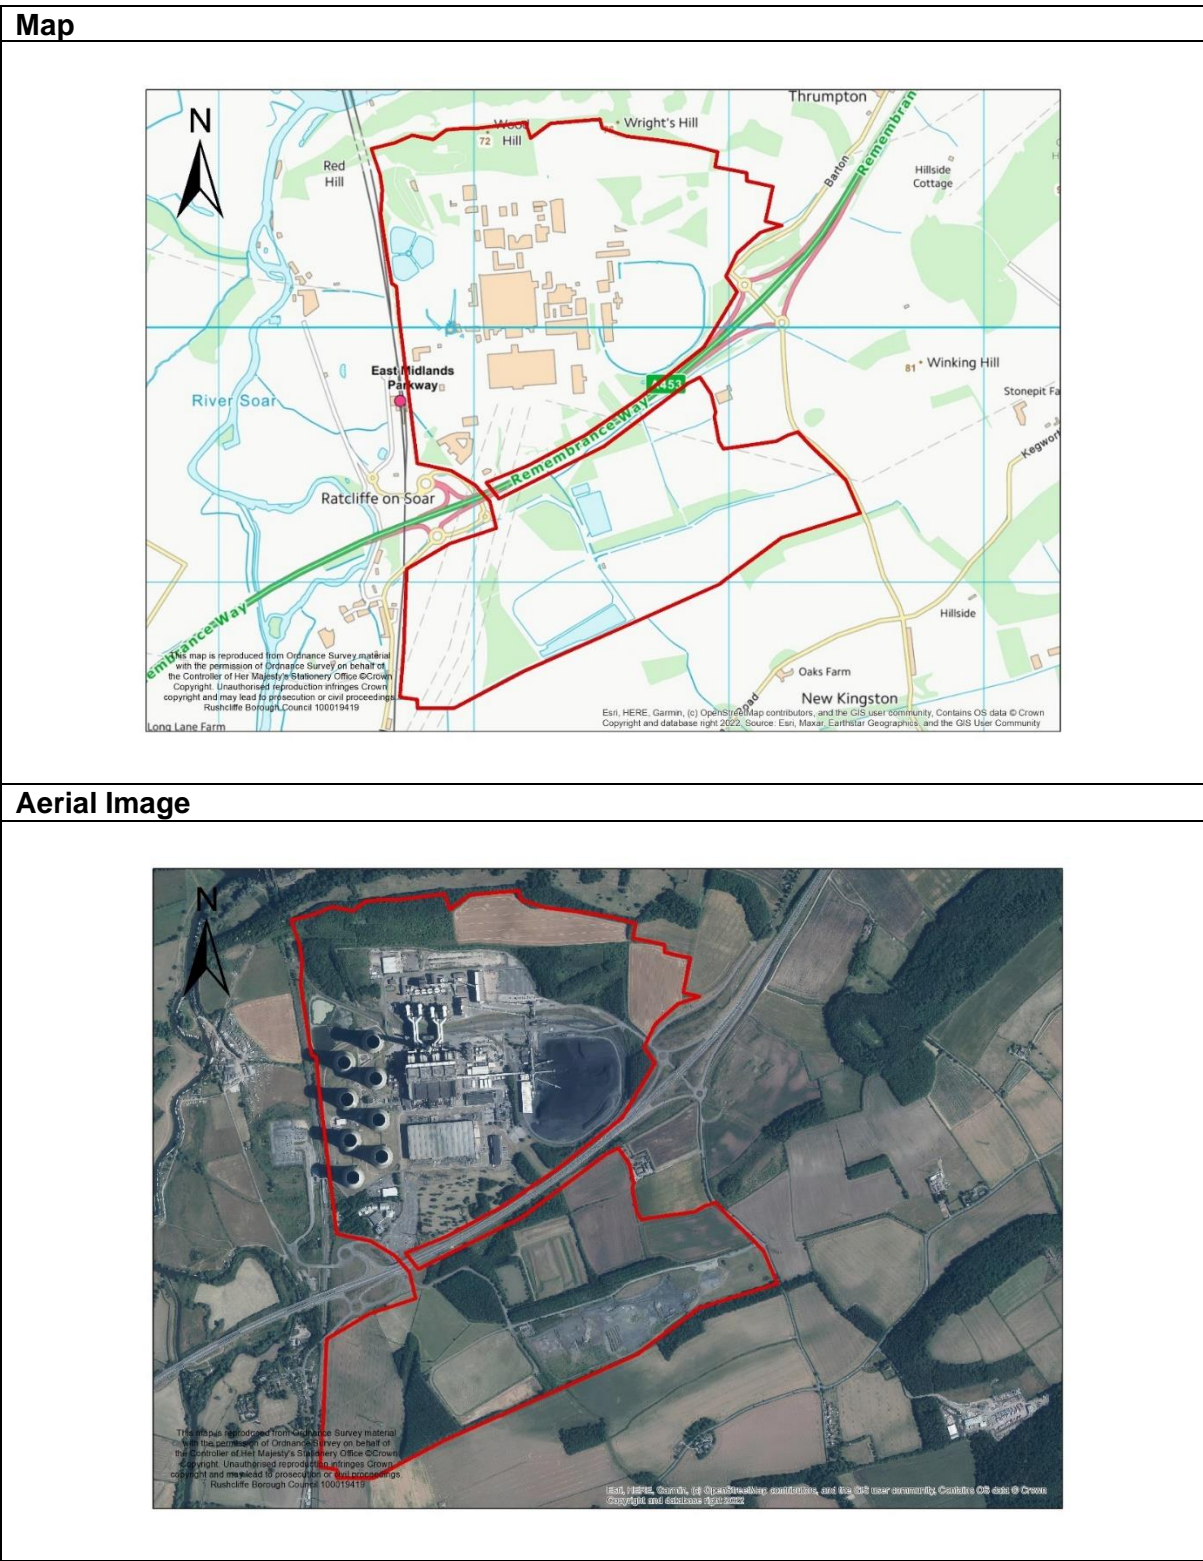 Map
N
Thrumpton
Wood
Hill
72
Wright's Hill
Red
Hill
Barton
Remembran
Hillside
Cottage
East Midlands
Parkway
A453
81
Winking Hill
River Soar
Stonepit Fa
Remembrance Way
Kegwort
Ratcliffe on Soar
Hillside
embrance Way
This map is reproduced from Ordnance Survey material
with the permission of Ordnance Survey on behalf of
the Controller of Her Majesty's Stationery Office ©Crown
Copyright. Unauthorised reproduction infringes Crown
copyright and may lead to prosecution or civil proceedings.
Rushcliffe Borough Council 100019419
Long Lane Farm
Oaks Farm
New Kingston
Road
Esri, HERE, Garmin, (c) OpenStreetMap contributors, and the GIS user community, Contains OS data © Crown
Copyright and database right 2022, Source: Esri, Maxar, Earthstar Geographics, and the GIS User Community
Aerial Image
N
This map is reproduced from Ordnance Survey material
with the permission of Ordnance Survey on behalf of
the Controller of Her Majesty's Stationery Office ©Crown
Copyright. Unauthorised reproduction infringes Crown
copyright and may lead to prosecution or civil proceedings.
Rushcliffe Borough Council 100019419
Esri, HERE, Garmin, (c) OpenStreetMap contributors, and the GIS user community, Contains OS data © Crown
Copyright and database right 2022